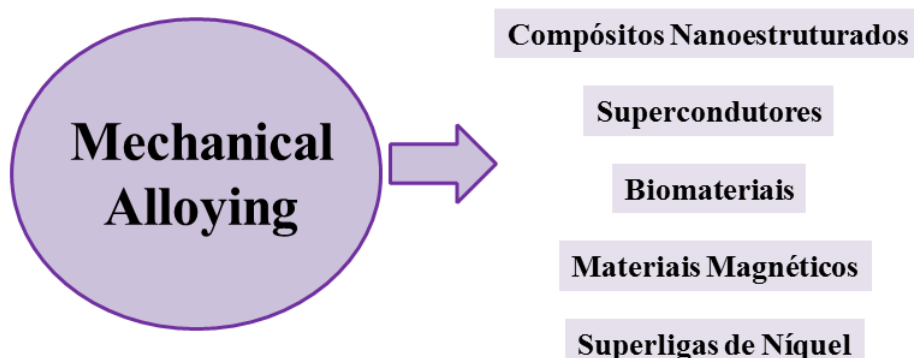 Mechanical
Alloying
Compósitos Nanoestruturados
Supercondutores
Biomateriais
Materiais Magnéticos
Superligas de Níquel